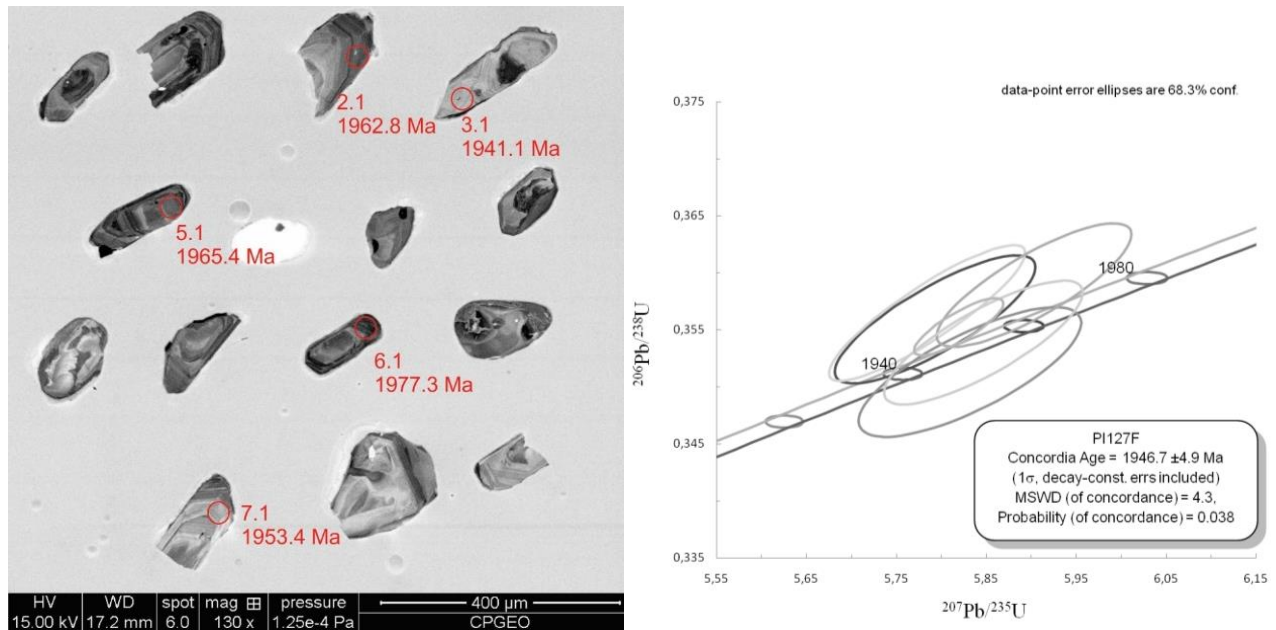 2.1
1962.8 Ma
3.1
1941.1 Ma
5.1
1965.4 Ma
6.1
1977.3 Ma
7.1
1953.4 Ma
HV WD spot mag ⊞ pressure 400 µm
15.00 kV 17.2 mm 6.0 130 x 1.25e-4 Pa CPGEO
data-point error ellipses are 68.3% conf.
0,375
0,365
0,355
0,345
0,335
²⁰⁶Pb/²³⁸U
1980
1940
PI127F
Concordia Age = 1946.7 ±4.9 Ma
(1σ, decay-const. errs included)
MSWD (of concordance) = 4.3,
Probability (of concordance) = 0.038
5,55 5,65 5,75 5,85 5,95 6,05 6,15
²⁰⁷Pb/²³⁵U